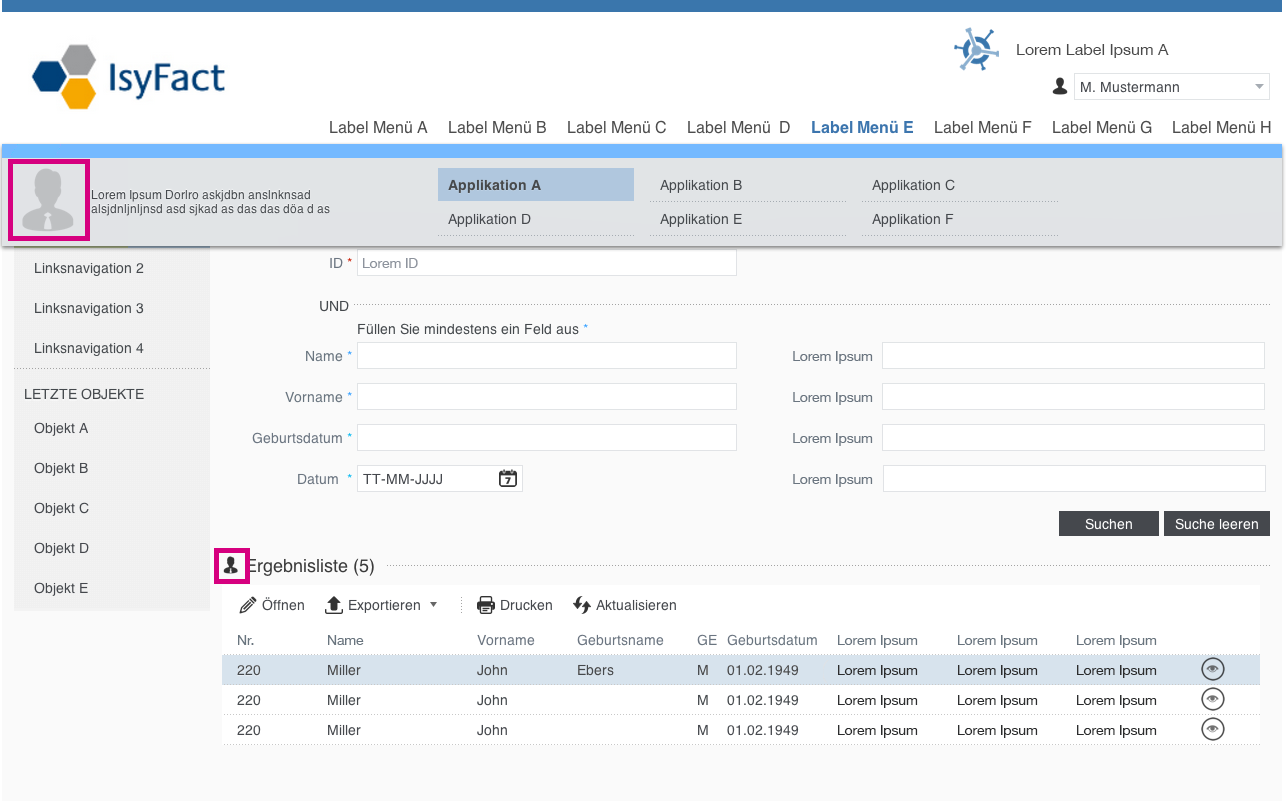 IsyFact
Lorem Label Ipsum A
M. Mustermann
Label Menü A Label Menü B Label Menü C Label Menü D Label Menü E Label Menü F Label Menü G Label Menü H
Lorem Ipsum Dorlro askjdbn anslnknsad
alsjdnljnljnsd asd sjkad as das das döa d as
Applikation A Applikation B Applikation C
Applikation D Applikation E Applikation F
Linksnavigation 2
Linksnavigation 3
Linksnavigation 4
LETZTE OBJEKTE
Objekt A
Objekt B
Objekt C
Objekt D
Objekt E
ID * Lorem ID
UND
Füllen Sie mindestens ein Feld aus *
Name * Lorem Ipsum
Vorname * Lorem Ipsum
Geburtsdatum * Lorem Ipsum
Datum * TT-MM-JJJJ 7 Lorem Ipsum
Suchen Suche leeren
Ergebnisliste (5)
Öffnen Exportieren Drucken Aktualisieren
Nr. Name Vorname Geburtsname GE Geburtsdatum Lorem Ipsum Lorem Ipsum Lorem Ipsum
220 Miller John Ebers M 01.02.1949 Lorem Ipsum Lorem Ipsum Lorem Ipsum
220 Miller John M 01.02.1949 Lorem Ipsum Lorem Ipsum Lorem Ipsum
220 Miller John M 01.02.1949 Lorem Ipsum Lorem Ipsum Lorem Ipsum